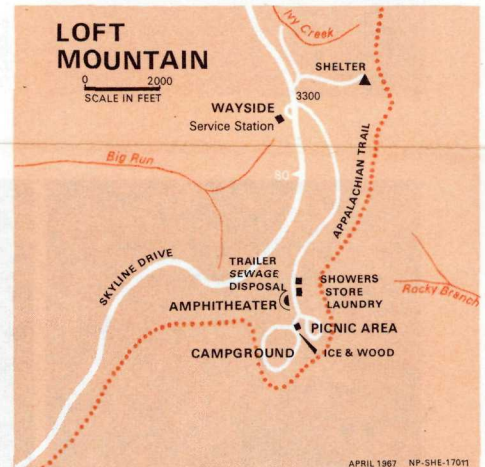 LOFT
MOUNTAIN
0 2000
SCALE IN FEET
Ivy Creek
SHELTER
3300
WAYSIDE
Service Station
Big Run
80
APPALACHIAN TRAIL
SKYLINE DRIVE
TRAILER
SEWAGE
DISPOSAL
SHOWERS
STORE
LAUNDRY
Rocky Branch
AMPHITHEATER
PICNIC AREA
CAMPGROUND
ICE & WOOD
APRIL 1967 NP-SHE-17011